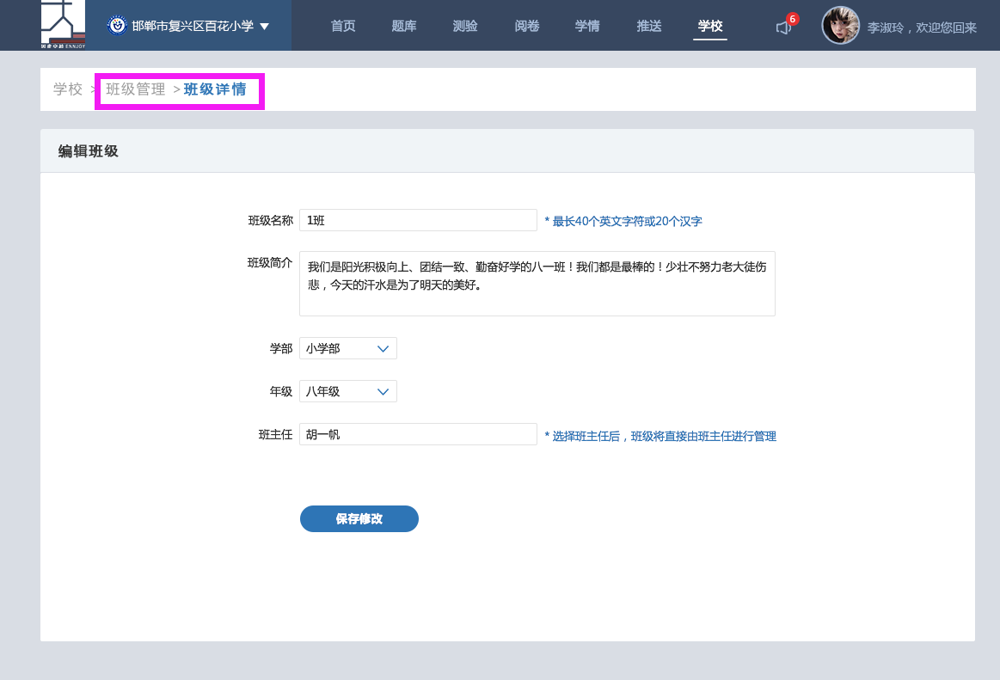 邯郸市复兴区百花小学 ▼ 首页 题库 测验 阅卷 学情 推送 学校 6 李淑玲，欢迎您回来
学校 > 班级管理 >班级详情
编辑班级
班级名称 1班 * 最长40个英文字符或20个汉字
班级简介 我们是阳光积极向上、团结一致、勤奋好学的八一班！我们都是最棒的！少壮不努力老大徒伤
悲，今天的汗水是为了明天的美好。
学部 小学部
年级 八年级
班主任 胡一帆 * 选择班主任后，班级将直接由班主任进行管理
保存修改